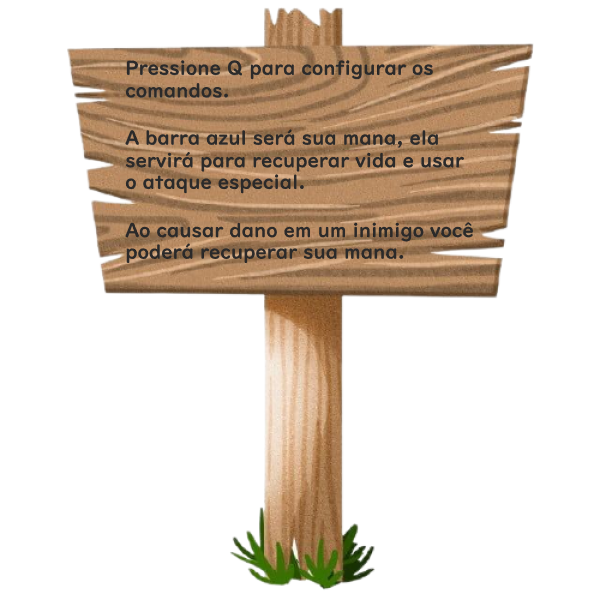 Pressione Q para configurar os
comandos.
A barra azul será sua mana, ela
servirá para recuperar vida e usar
o ataque especial.
Ao causar dano em um inimigo você
poderá recuperar sua mana.